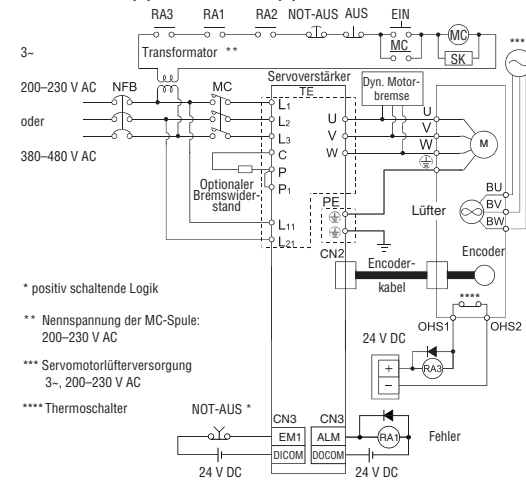 RA3 RA1 RA2 NOT-AUS AUS EIN
MC
MC
SK
***
3~
Transformator **
200–230 V AC
oder
380–480 V AC
NFB
MC
Servoverstärker
TE
Dyn. Motor-
bremse
L1
L2
L3
C
P
P1
L11
L21
U
V
W
U
V
W
M
Optionaler
Bremswider-
stand
PE
CN2
Lüfter
BU
BV
BW
Encoder
Encoder-
kabel
****
OHS1
OHS2
24 V DC
+
−
RA3
* positiv schaltende Logik
** Nennspannung der MC-Spule:
200–230 V AC
*** Servomotorlüfterversorgung
3~, 200–230 V AC
**** Thermoschalter
NOT-AUS *
CN3
CN3
EM1
ALM
DICOM
DOCOM
RA1
Fehler
24 V DC
24 V DC